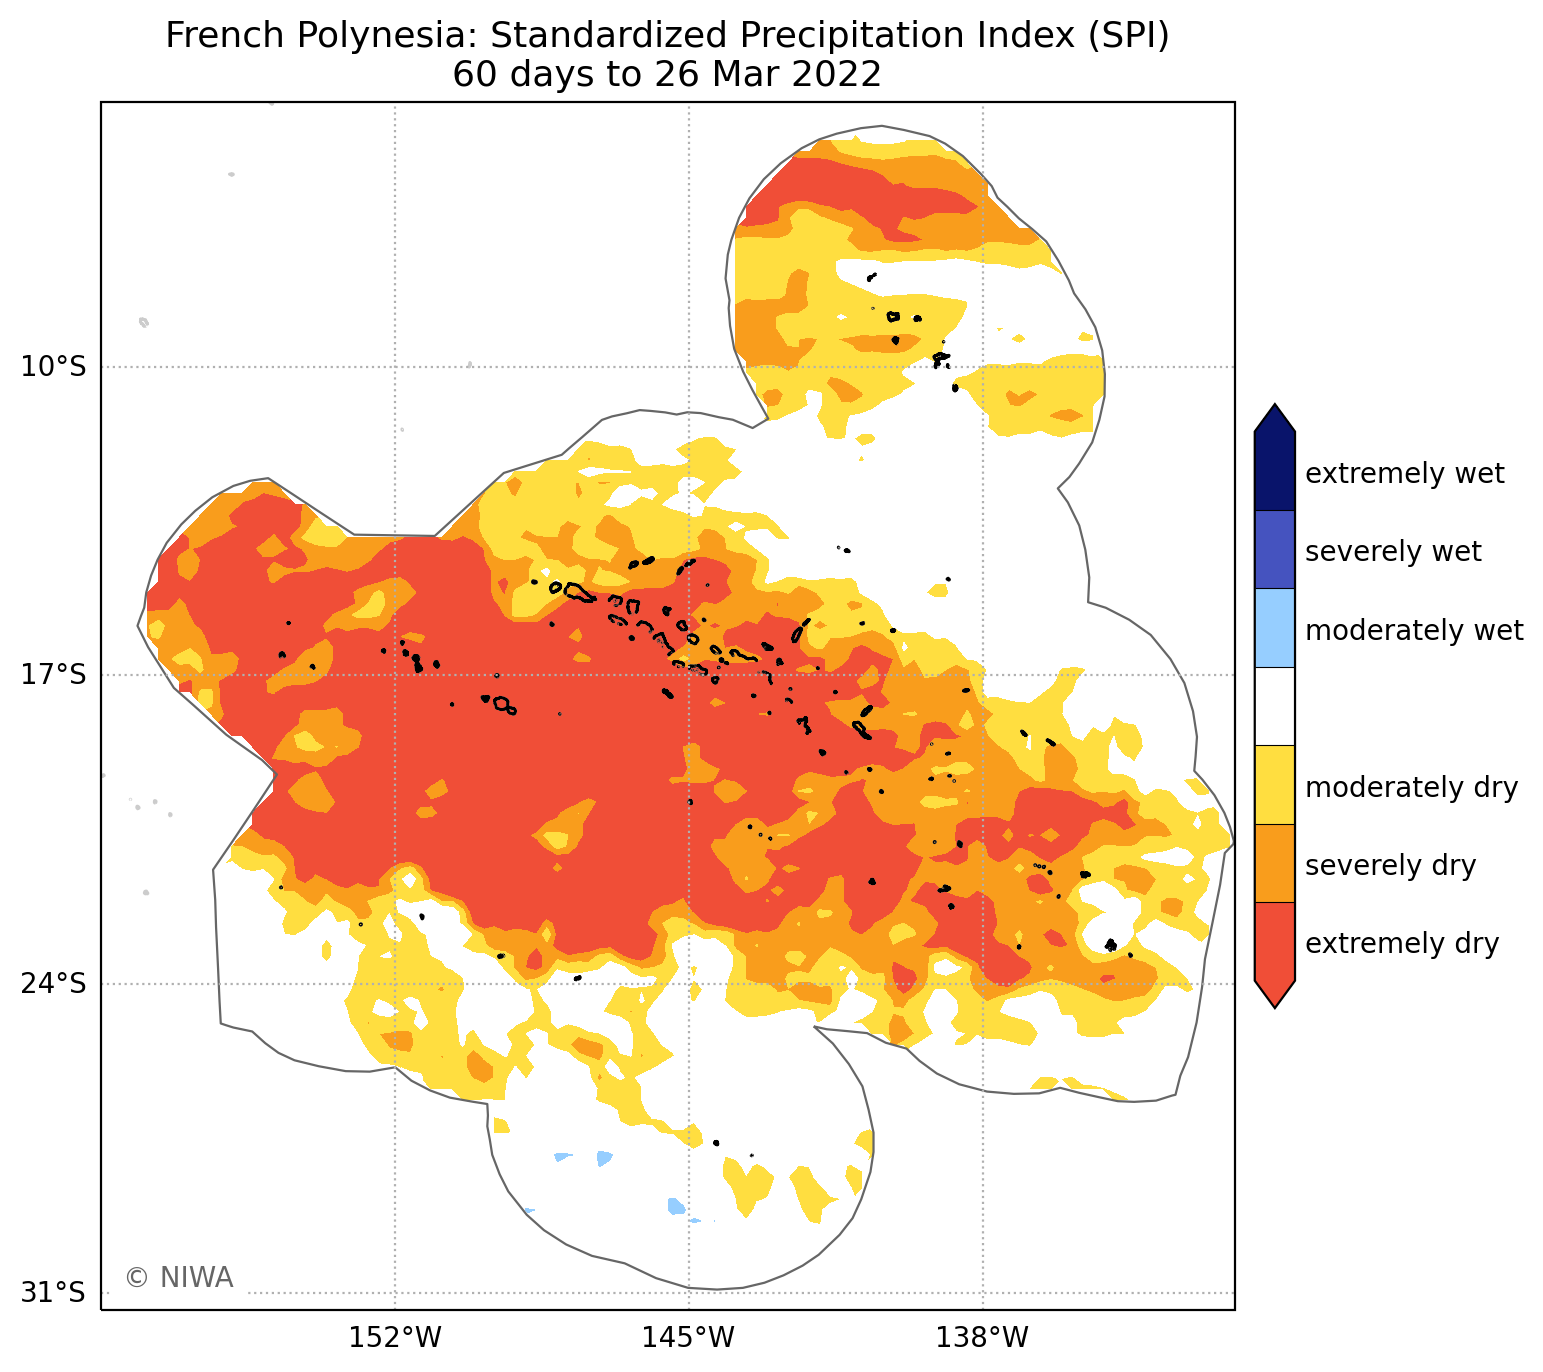 French Polynesia: Standardized Precipitation Index (SPI)
60 days to 26 Mar 2022
10°S
17°S
24°S
31°S
152°W
145°W
138°W
extremely wet
severely wet
moderately wet
moderately dry
severely dry
extremely dry
© NIWA